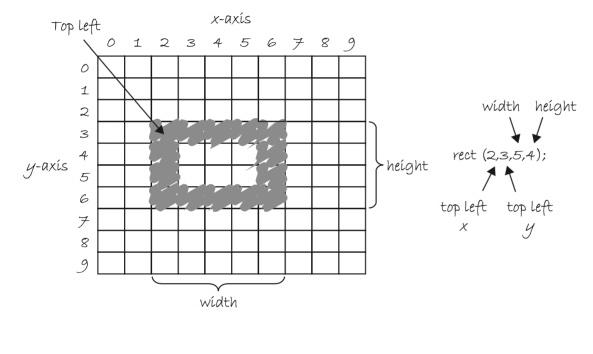 x-axis
Top left
0 1 2 3 4 5 6 7 8 9
0
1
2
3
4
5
6
7
8
9
y-axis
height
width
width height
rect (2,3,5,4);
top left top left
x y